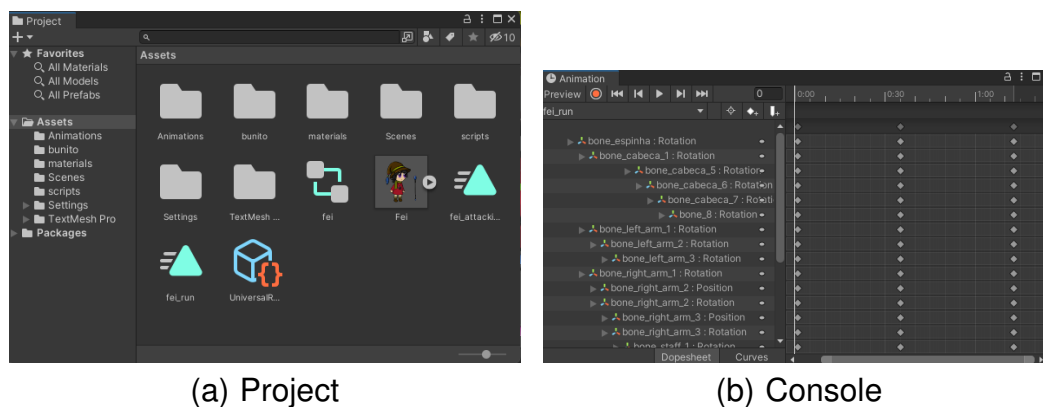 Project
10
Favorites
All Materials
All Models
All Prefabs
Assets
Animations
bunito
materials
Scenes
scripts
Settings
TextMesh Pro
Packages
Assets
Animations
bunito
materials
Scenes
scripts
Settings
TextMesh ...
fei
Fei
fei_attacki...
fei_run
UniversalR...
(a) Project
Animation
Preview
0
0:00
0:30
1:00
fei_run
bone_espinha : Rotation
bone_cabeca_1 : Rotation
bone_cabeca_5 : Rotation
bone_cabeca_6 : Rotation
bone_cabeca_7 : Rotati
bone_8 : Rotation
bone_left_arm_1 : Rotation
bone_left_arm_2 : Rotation
bone_left_arm_3 : Rotation
bone_right_arm_1 : Rotation
bone_right_arm_2 : Position
bone_right_arm_2 : Rotation
bone_right_arm_3 : Position
bone_right_arm_3 : Rotation
bone_staff_1 : Rotation
Dopesheet
Curves
(b) Console